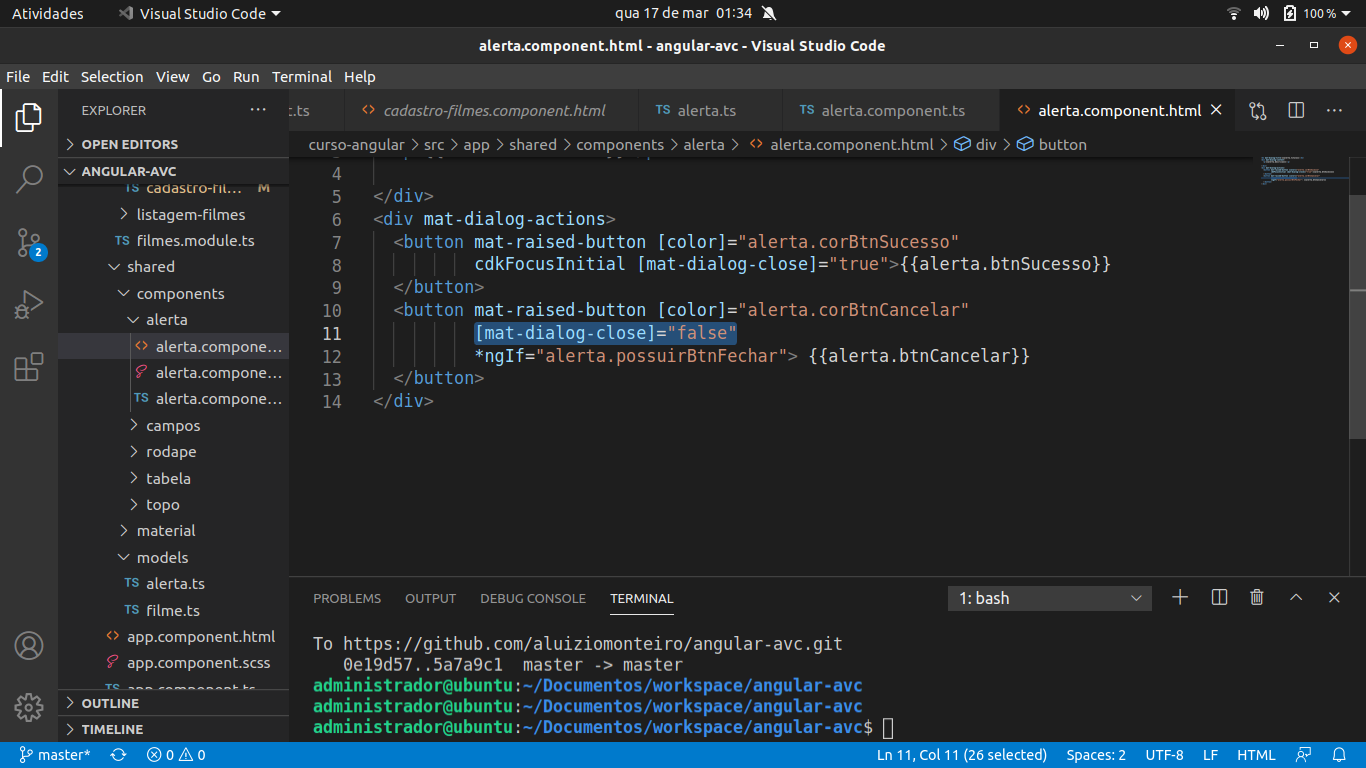 Atividades Visual Studio Code qua 17 de mar 01:34 100 %
alerta.component.html - angular-avc - Visual Studio Code
File Edit Selection View Go Run Terminal Help
EXPLORER ...
OPEN EDITORS
ANGULAR-AVC
TS cadastro-fil... M
listagem-filmes
TS filmes.module.ts
shared
components
alerta
<> alerta.compone...
alerta.compone...
TS alerta.compone...
campos
rodape
tabela
topo
material
models
TS alerta.ts
TS filme.ts
<> app.component.html
app.component.scss
TS app.component.ts
OUTLINE
TIMELINE
2
t.ts <> cadastro-filmes.component.html TS alerta.ts TS alerta.component.ts <> alerta.component.html ...
curso-angular > src > app > shared > components > alerta > <> alerta.component.html > div > button
4
5 </div>
6 <div mat-dialog-actions>
7 <button mat-raised-button [color]="alerta.corBtnSucesso"
8 cdkFocusInitial [mat-dialog-close]="true">{{alerta.btnSucesso}}
9 </button>
10 <button mat-raised-button [color]="alerta.corBtnCancelar"
11 [mat-dialog-close]="false"
12 *ngIf="alerta.possuirBtnFechar"> {{alerta.btnCancelar}}
13 </button>
14 </div>
PROBLEMS OUTPUT DEBUG CONSOLE TERMINAL 1: bash
To https://github.com/aluiziomonteiro/angular-avc.git
0e19d57..5a7a9c1 master -> master
administrador@ubuntu:~/Documentos/workspace/angular-avc
administrador@ubuntu:~/Documentos/workspace/angular-avc
administrador@ubuntu:~/Documentos/workspace/angular-avc$
master* 0 0 Ln 11, Col 11 (26 selected) Spaces: 2 UTF-8 LF HTML